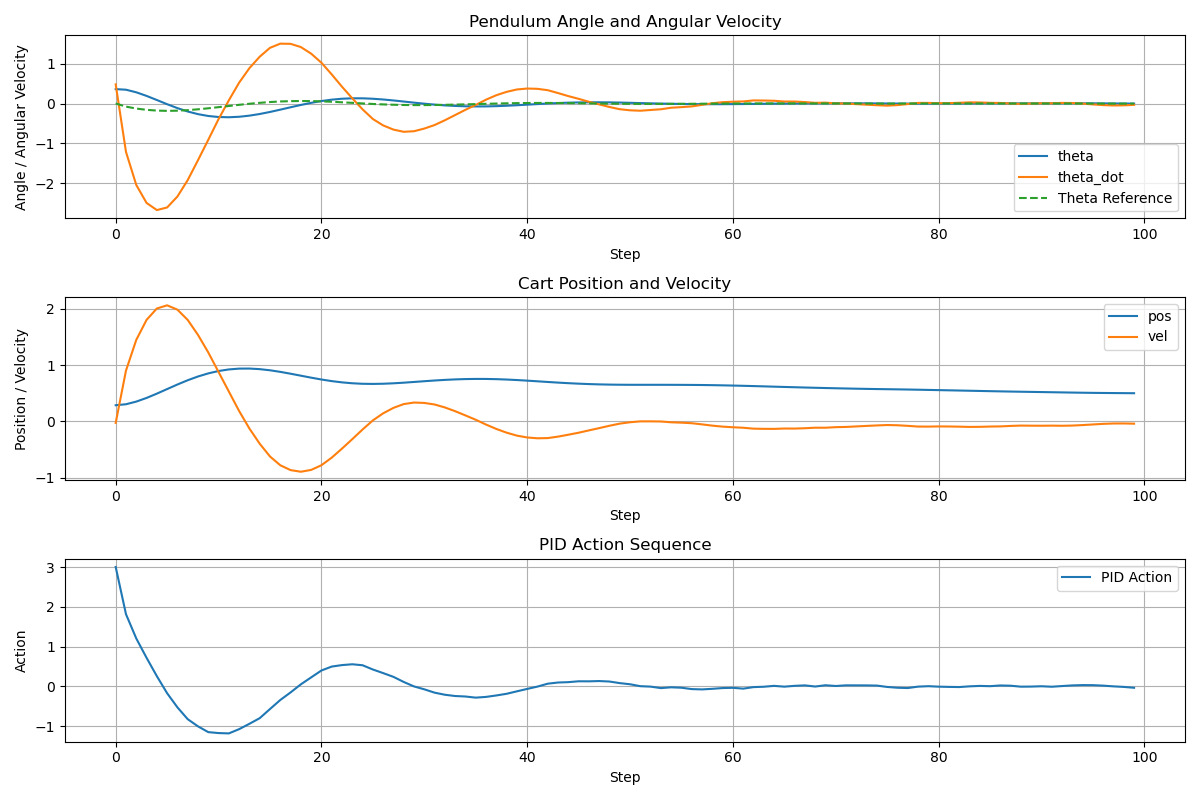 Pendulum Angle and Angular Velocity
Angle / Angular Velocity
1
0
−1
−2
theta
theta_dot
Theta Reference
0 20 40 60 80 100
Step
Cart Position and Velocity
Position / Velocity
2
1
0
−1
pos
vel
0 20 40 60 80 100
Step
PID Action Sequence
Action
3
2
1
0
−1
PID Action
0 20 40 60 80 100
Step